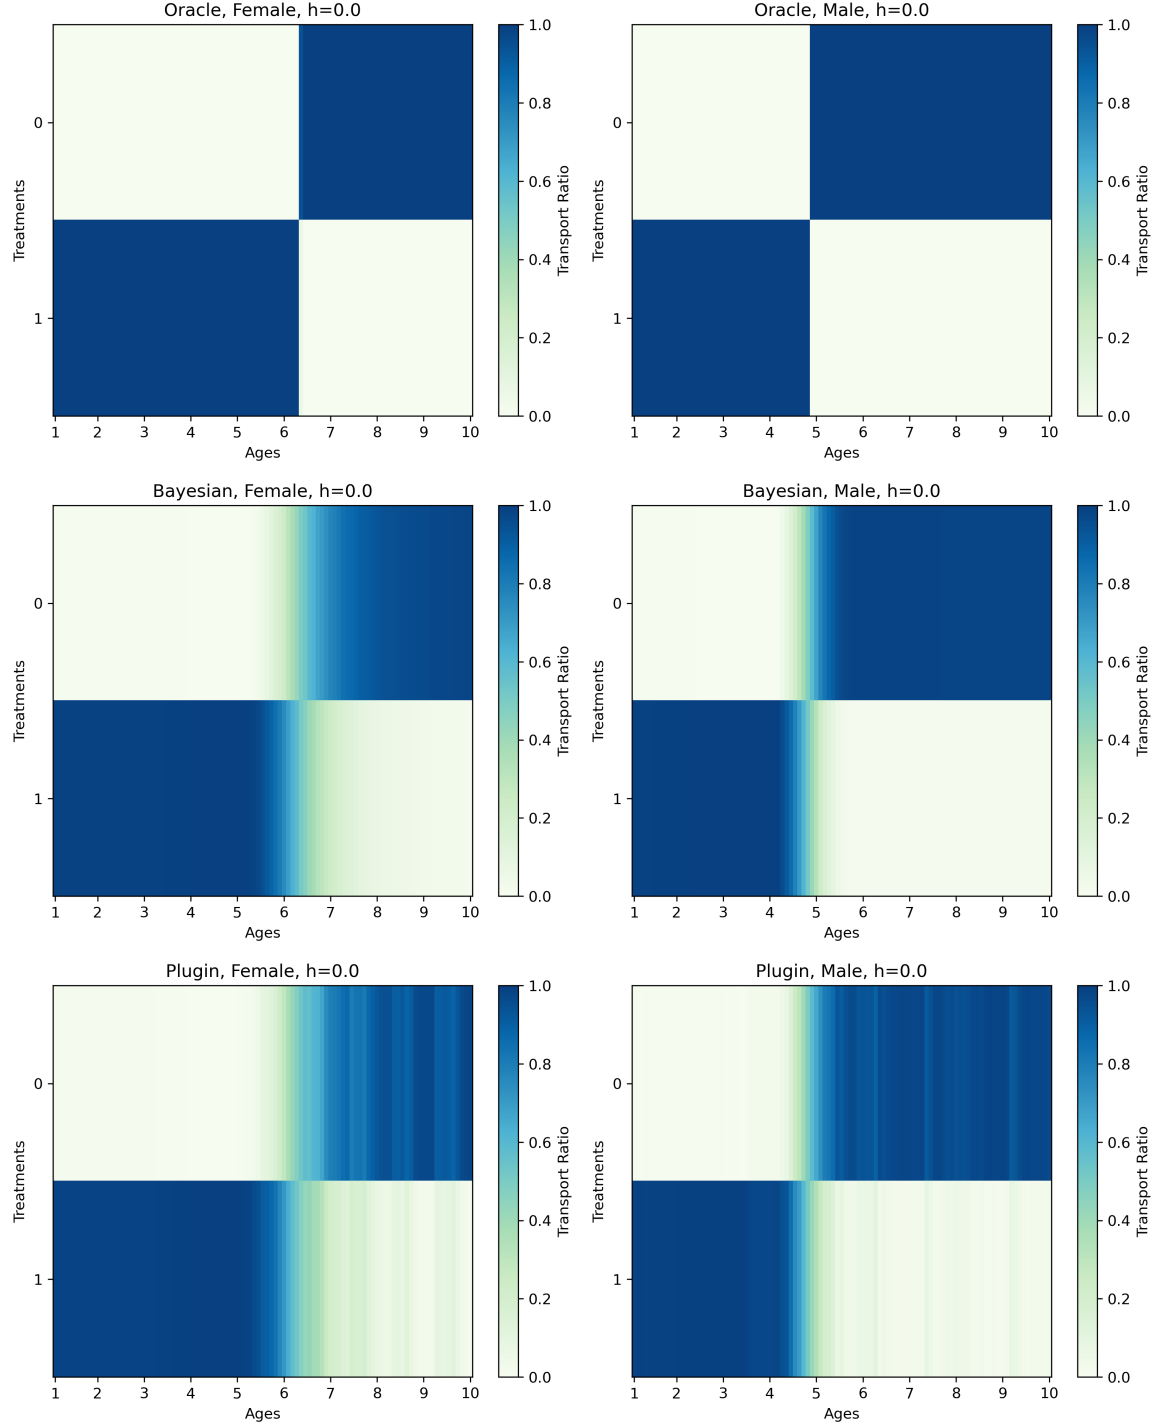 Oracle, Female, h=0.0
Treatments
0
1
1 2 3 4 5 6 7 8 9 10
Ages
1.0
0.8
0.6
0.4
0.2
0.0
Transport Ratio
Oracle, Male, h=0.0
Treatments
0
1
1 2 3 4 5 6 7 8 9 10
Ages
1.0
0.8
0.6
0.4
0.2
0.0
Transport Ratio
Bayesian, Female, h=0.0
Treatments
0
1
1 2 3 4 5 6 7 8 9 10
Ages
1.0
0.8
0.6
0.4
0.2
0.0
Transport Ratio
Bayesian, Male, h=0.0
Treatments
0
1
1 2 3 4 5 6 7 8 9 10
Ages
1.0
0.8
0.6
0.4
0.2
0.0
Transport Ratio
Plugin, Female, h=0.0
Treatments
0
1
1 2 3 4 5 6 7 8 9 10
Ages
1.0
0.8
0.6
0.4
0.2
0.0
Transport Ratio
Plugin, Male, h=0.0
Treatments
0
1
1 2 3 4 5 6 7 8 9 10
Ages
1.0
0.8
0.6
0.4
0.2
0.0
Transport Ratio